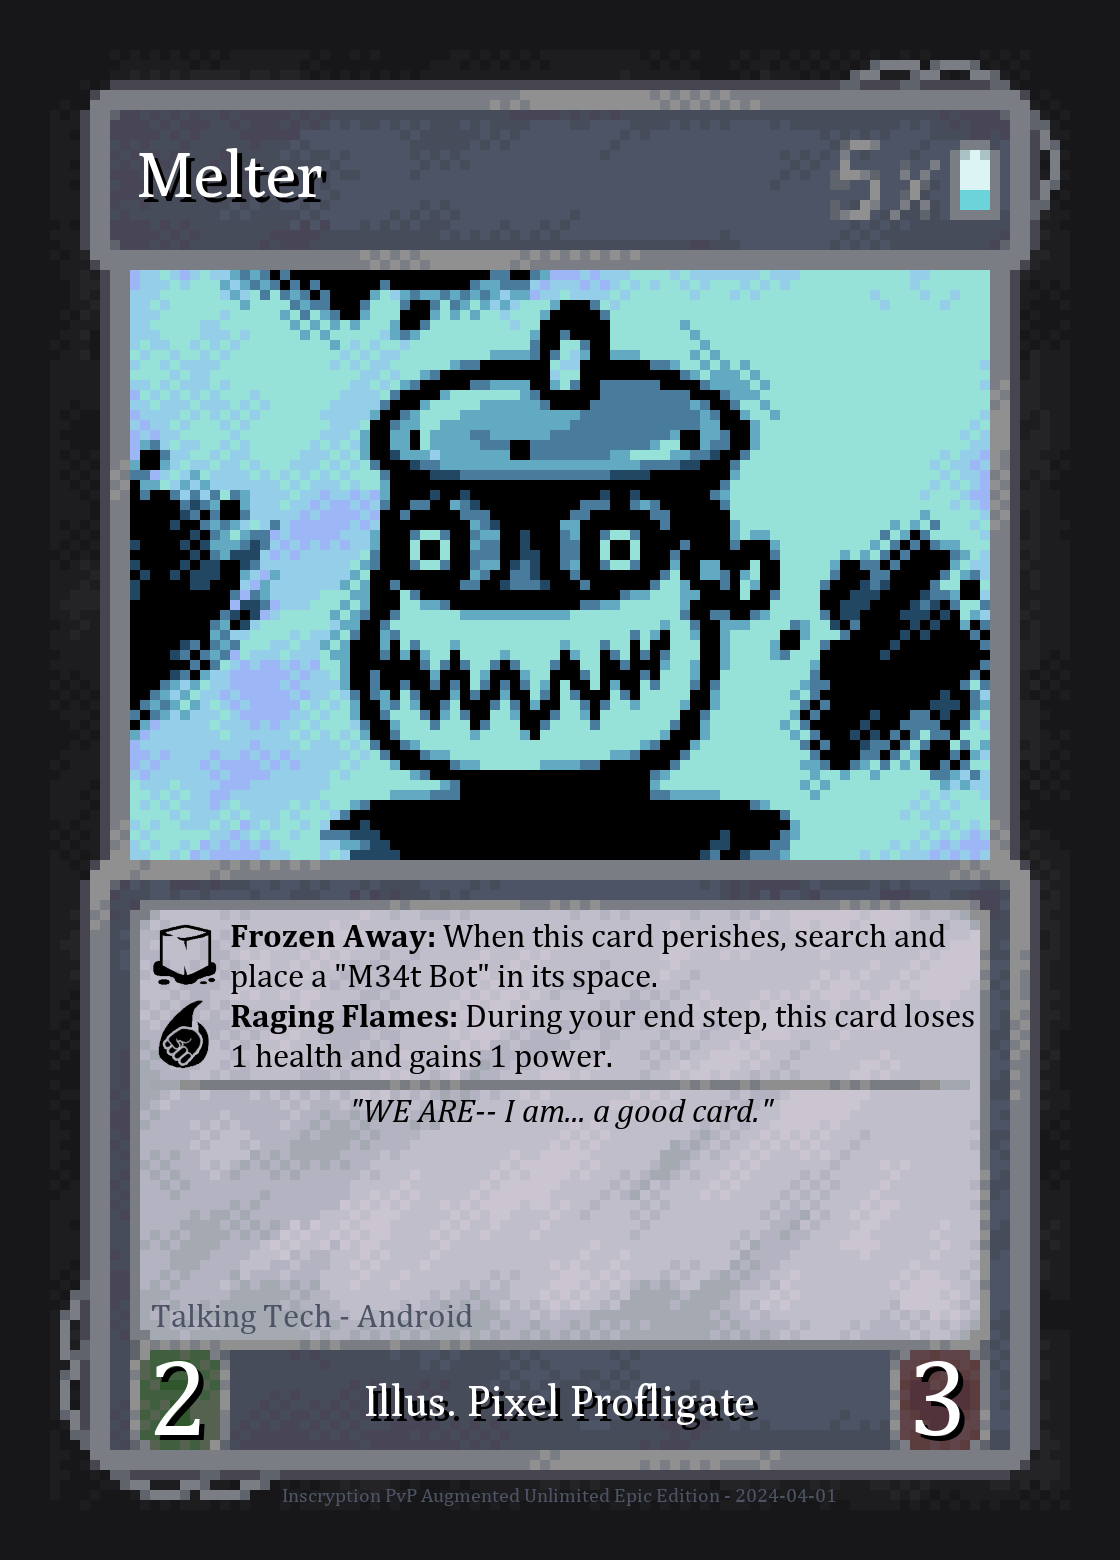 Melter 5x
Frozen Away: When this card perishes, search and
place a "M34t Bot" in its space.
Raging Flames: During your end step, this card loses
1 health and gains 1 power.
"WE ARE-- I am... a good card."
Talking Tech - Android
2 Illus. Pixel Profligate 3
Inscryption PvP Augmented Unlimited Epic Edition - 2024-04-01